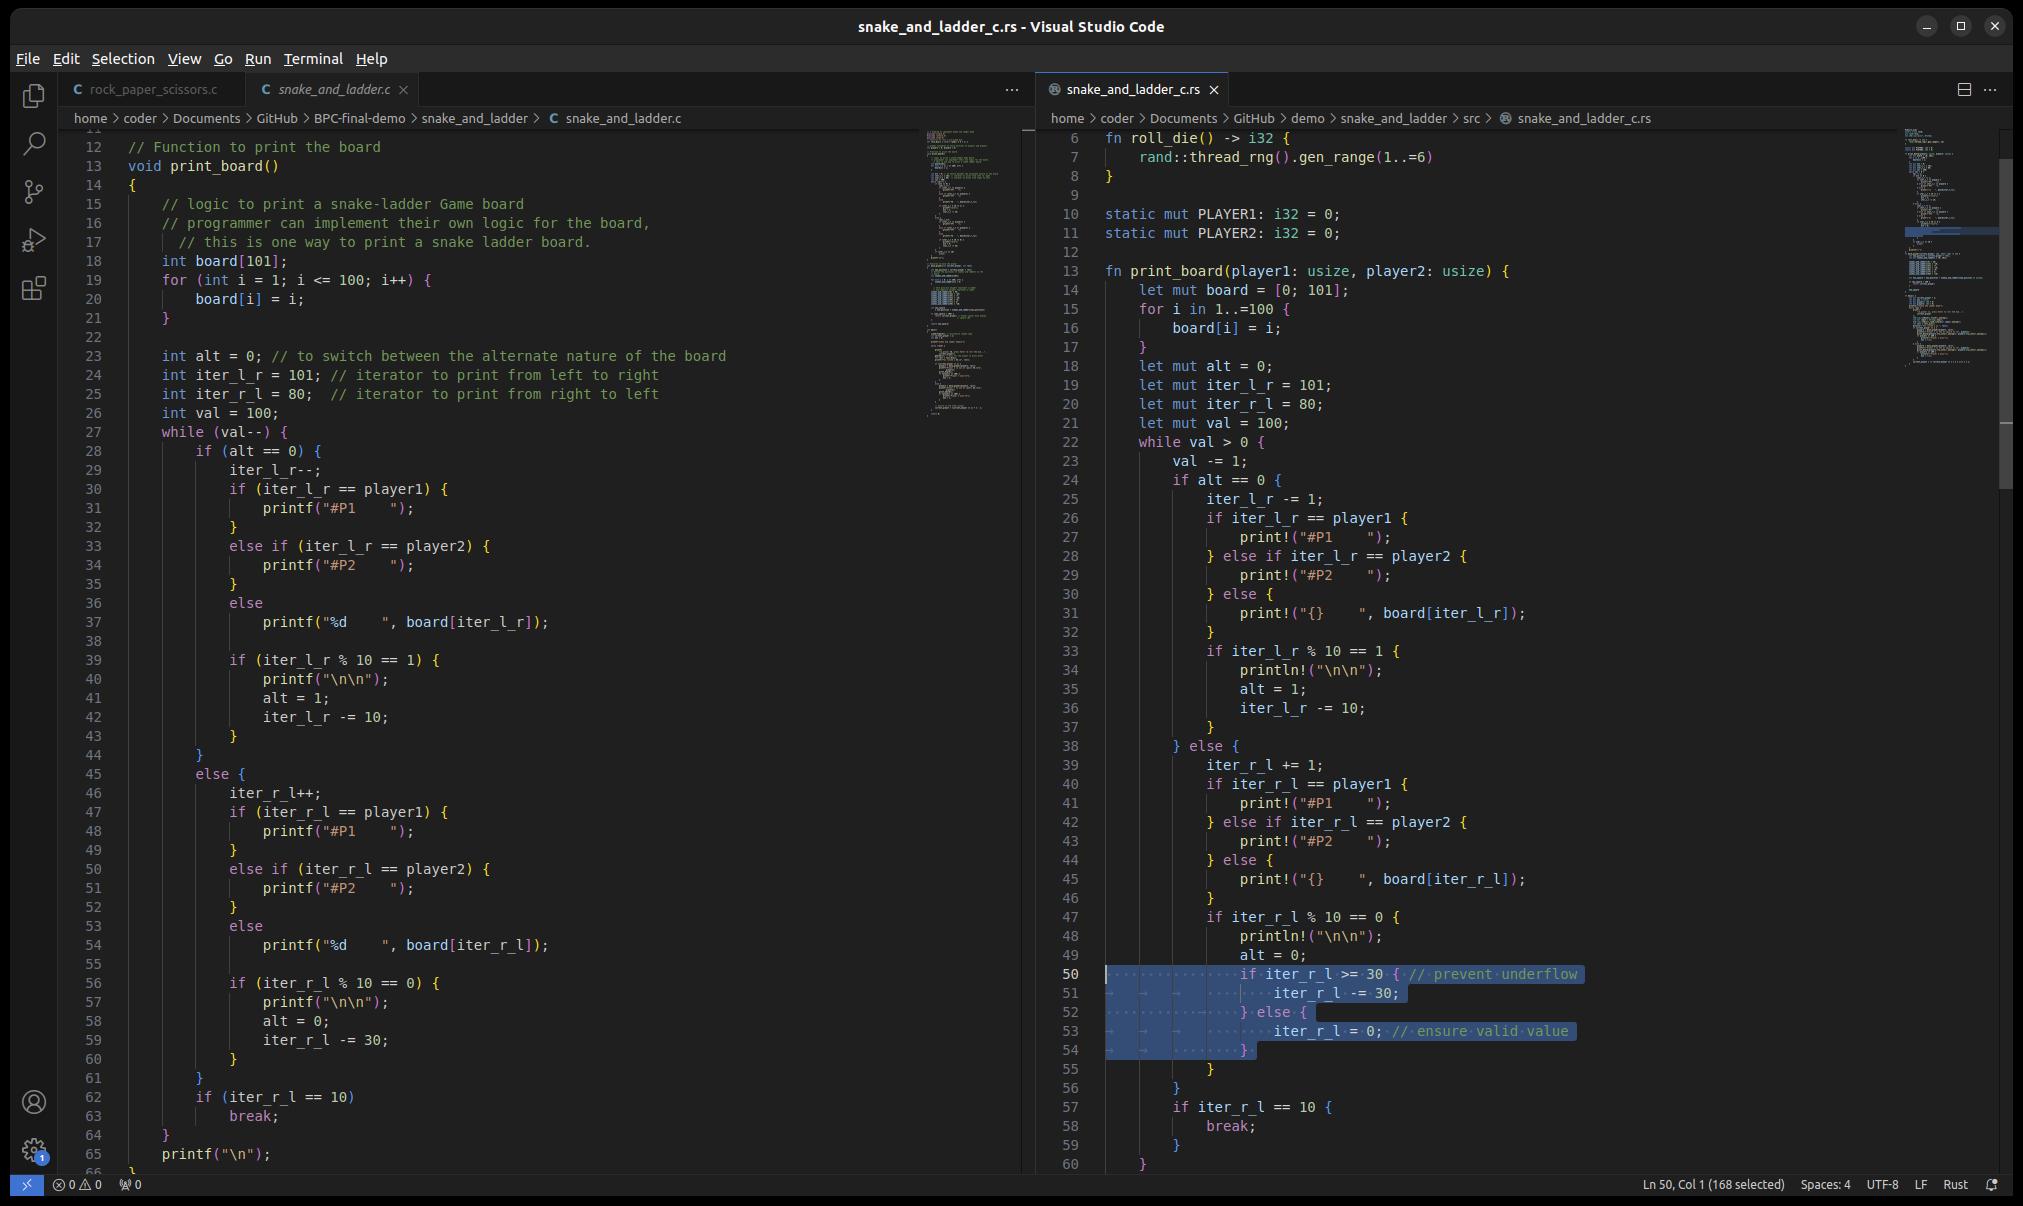 snake_and_ladder_c.rs - Visual Studio Code
File Edit Selection View Go Run Terminal Help
C rock_paper_scissors.c
C snake_and_ladder.c
home > coder > Documents > GitHub > BPC-final-demo > snake_and_ladder > C snake_and_ladder.c
11
12 // Function to print the board
13 void print_board()
14 {
15 // logic to print a snake-ladder Game board
16 // programmer can implement their own logic for the board,
17 // this is one way to print a snake ladder board.
18 int board[101];
19 for (int i = 1; i <= 100; i++) {
20 board[i] = i;
21 }
22
23 int alt = 0; // to switch between the alternate nature of the board
24 int iter_l_r = 101; // iterator to print from left to right
25 int iter_r_l = 80;  // iterator to print from right to left
26 int val = 100;
27 while (val--) {
28 if (alt == 0) {
29 iter_l_r--;
30 if (iter_l_r == player1) {
31 printf("#P1    ");
32 }
33 else if (iter_l_r == player2) {
34 printf("#P2    ");
35 }
36 else
37 printf("%d    ", board[iter_l_r]);
38
39 if (iter_l_r % 10 == 1) {
40 printf("\n\n");
41 alt = 1;
42 iter_l_r -= 10;
43 }
44 }
45 else {
46 iter_r_l++;
47 if (iter_r_l == player1) {
48 printf("#P1    ");
49 }
50 else if (iter_r_l == player2) {
51 printf("#P2    ");
52 }
53 else
54 printf("%d    ", board[iter_r_l]);
55
56 if (iter_r_l % 10 == 0) {
57 printf("\n\n");
58 alt = 0;
59 iter_r_l -= 30;
60 }
61 }
62 if (iter_r_l == 10)
63 break;
64 }
65 printf("\n");
66 }
snake_and_ladder_c.rs
home > coder > Documents > GitHub > demo > snake_and_ladder > src > snake_and_ladder_c.rs
6 fn roll_die() -> i32 {
7 rand::thread_rng().gen_range(1..=6)
8 }
9
10 static mut PLAYER1: i32 = 0;
11 static mut PLAYER2: i32 = 0;
12
13 fn print_board(player1: usize, player2: usize) {
14 let mut board = [0; 101];
15 for i in 1..=100 {
16 board[i] = i;
17 }
18 let mut alt = 0;
19 let mut iter_l_r = 101;
20 let mut iter_r_l = 80;
21 let mut val = 100;
22 while val > 0 {
23 val -= 1;
24 if alt == 0 {
25 iter_l_r -= 1;
26 if iter_l_r == player1 {
27 print!("#P1    ");
28 } else if iter_l_r == player2 {
29 print!("#P2    ");
30 } else {
31 print!("{}    ", board[iter_l_r]);
32 }
33 if iter_l_r % 10 == 1 {
34 println!("\n\n");
35 alt = 1;
36 iter_l_r -= 10;
37 }
38 } else {
39 iter_r_l += 1;
40 if iter_r_l == player1 {
41 print!("#P1    ");
42 } else if iter_r_l == player2 {
43 print!("#P2    ");
44 } else {
45 print!("{}    ", board[iter_r_l]);
46 }
47 if iter_r_l % 10 == 0 {
48 println!("\n\n");
49 alt = 0;
50 if iter_r_l >= 30 { // prevent underflow
51 iter_r_l -= 30;
52 } else {
53 iter_r_l = 0; // ensure valid value
54 }
55 }
56 }
57 if iter_r_l == 10 {
58 break;
59 }
60 }
1
0 0 0
Ln 50, Col 1 (168 selected) Spaces: 4 UTF-8 LF Rust